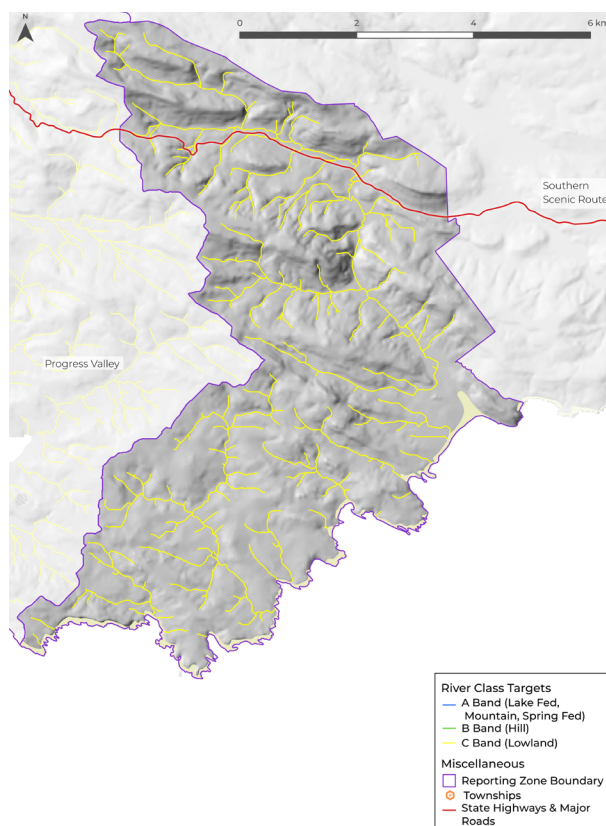 N
0 2 4 6 km
Southern
Scenic Route
Progress Valley
River Class Targets
A Band (Lake Fed,
Mountain, Spring Fed)
B Band (Hill)
C Band (Lowland)
Miscellaneous
Reporting Zone Boundary
Townships
State Highways & Major
Roads